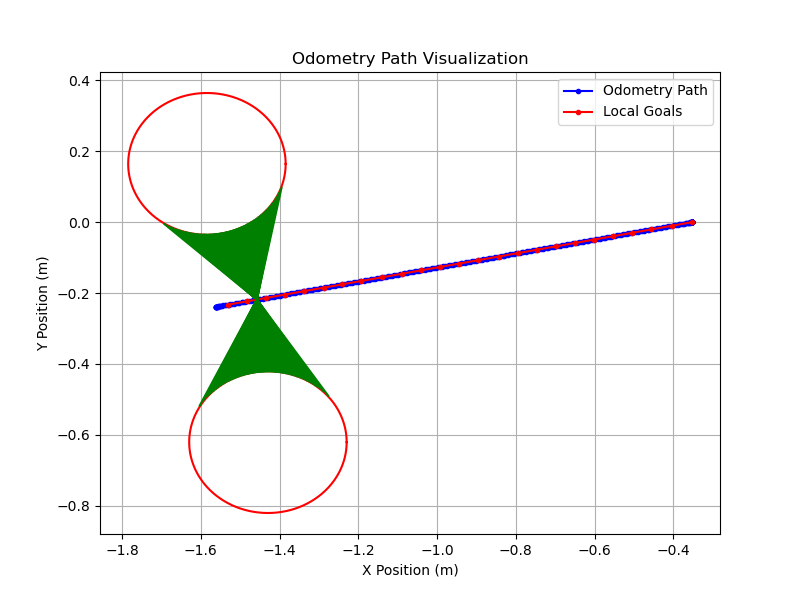 Odometry Path Visualization
Odometry Path
Local Goals
0.4
0.2
0.0
−0.2
−0.4
−0.6
−0.8
Y Position (m)
−1.8 −1.6 −1.4 −1.2 −1.0 −0.8 −0.6 −0.4
X Position (m)